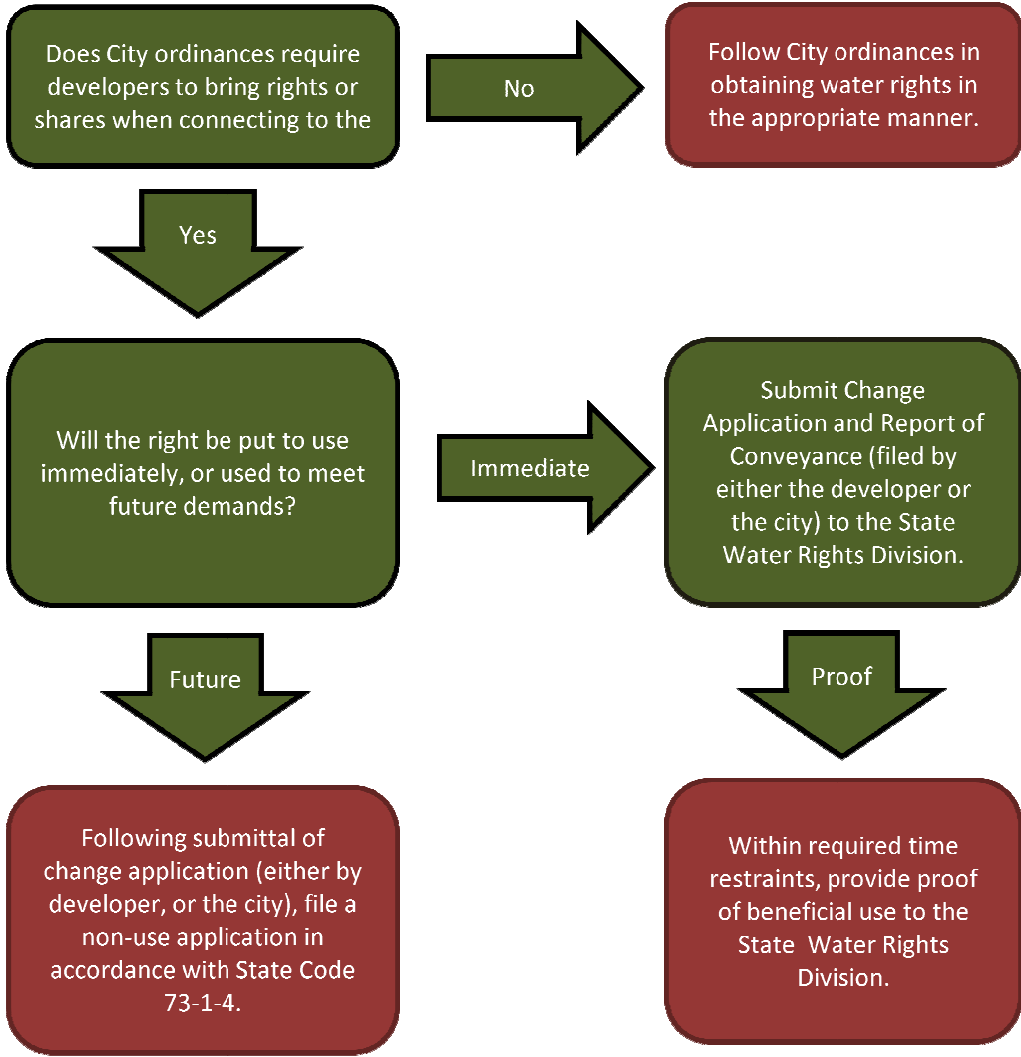 Does City ordinances require
developers to bring rights or
shares when connecting to the
No
Follow City ordinances in
obtaining water rights in
the appropriate manner.
Yes
Will the right be put to use
immediately, or used to meet
future demands?
Immediate
Submit Change
Application and Report of
Conveyance (filed by
either the developer or
the city) to the State
Water Rights Division.
Future
Proof
Following submittal of
change application (either by
developer, or the city), file a
non-use application in
accordance with State Code
73-1-4.
Within required time
restraints, provide proof
of beneficial use to the
State  Water Rights
Division.